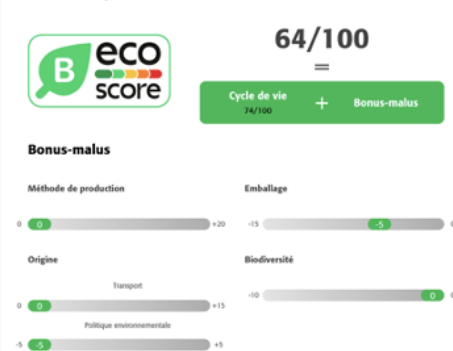 B
eco
score
64/100
=
Cycle de vie
74/100
+
Bonus-malus
Bonus-malus
Méthode de production
0 0 +20
Emballage
-15 -5 0
Origine
Transport
0 0 +15
Politique environnementale
-5 -5 +5
Biodiversité
-10 0 0